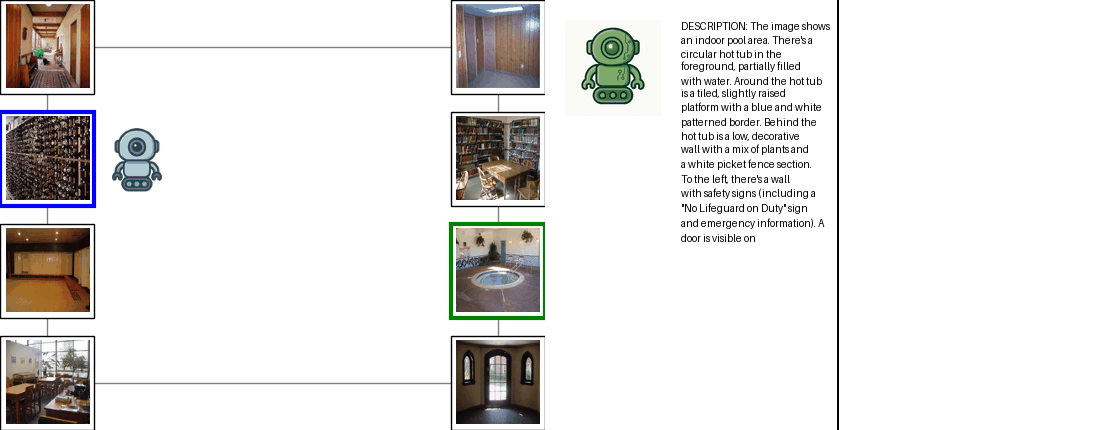 DESCRIPTION: The image shows
an indoor pool area. There's a
circular hot tub in the
foreground, partially filled
with water. Around the hot tub
is a tiled, slightly raised
platform with a blue and white
patterned border. Behind the
hot tub is a low, decorative
wall with a mix of plants and
a white picket fence section.
To the left, there's a wall
with safety signs (including a
"No Lifeguard on Duty" sign
and emergency information). A
door is visible on